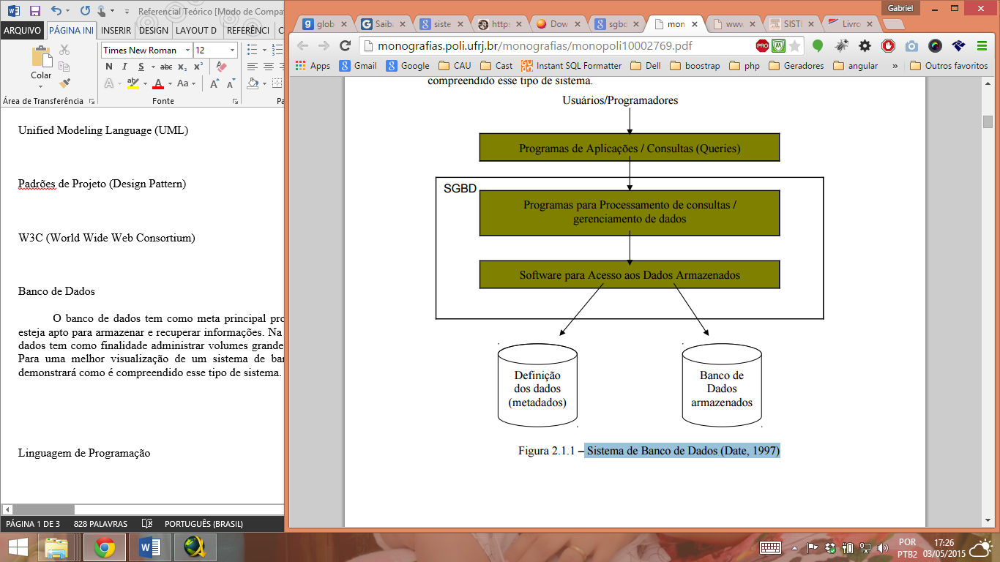 Referencial Teórico [Modo de Compa
ARQUIVO PÁGINA INI INSERIR DESIGN LAYOUT D REFERÊNCI C
Times New Roman 12
Colar
N I S abc x₂ x²
A ab A Aa A A
Área de Transferência Fonte Pa
Unified Modeling Language (UML)
Padrões de Projeto (Design Pattern)
W3C (World Wide Web Consortium)
Banco de Dados
O banco de dados tem como meta principal pro
esteja apto para armazenar e recuperar informações. Na
dados tem como finalidade administrar volumes grande
Para uma melhor visualização de um sistema de bar
demonstrará como é compreendido esse tipo de sistema.
Linguagem de Programação
PÁGINA 1 DE 3 828 PALAVRAS PORTUGUÊS (BRASIL)
Gabriel
glob Saiba siste https Dow sgbd mon www SISTI Livro
monografias.poli.ufrj.br/monografias/monopoli10002769.pdf PRO
Apps Gmail Google CAU Cast Instant SQL Formatter Dell boostrap php Geradores angular » Outros favoritos
compreendido esse tipo de sistema.
Usuários/Programadores
Programas de Aplicações / Consultas (Queries)
SGBD
Programas para Processamento de consultas /
gerenciamento de dados
Software para Acesso aos Dados Armazenados
Definição
dos dados
(metadados)
Banco de
Dados
armazenados
Figura 2.1.1 – Sistema de Banco de Dados (Date, 1997)
POR
PTB2
17:26
03/05/2015